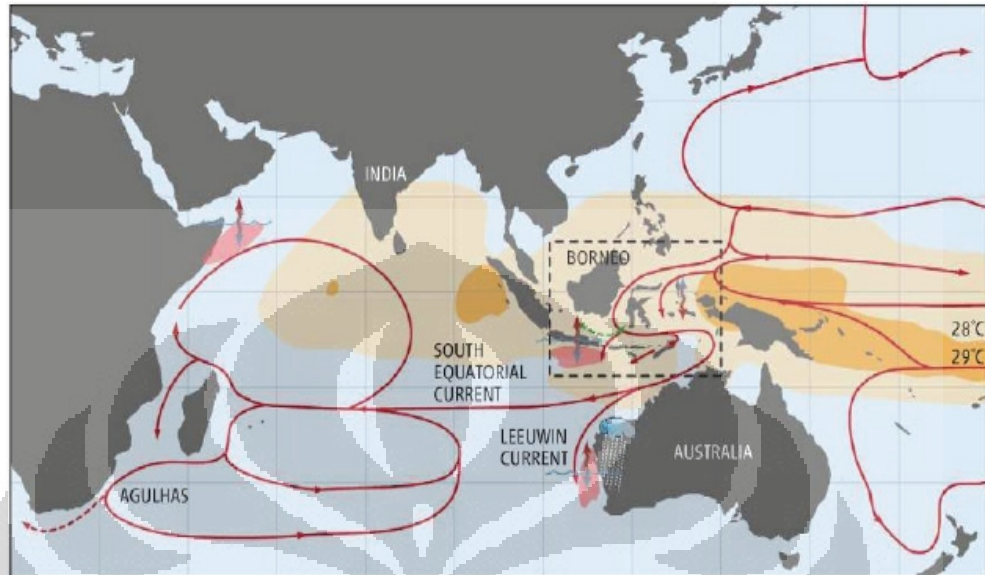 INDIA
BORNEO
28°C
29°C
SOUTH
EQUATORIAL
CURRENT
LEEUWIN
CURRENT
AUSTRALIA
AGULHAS